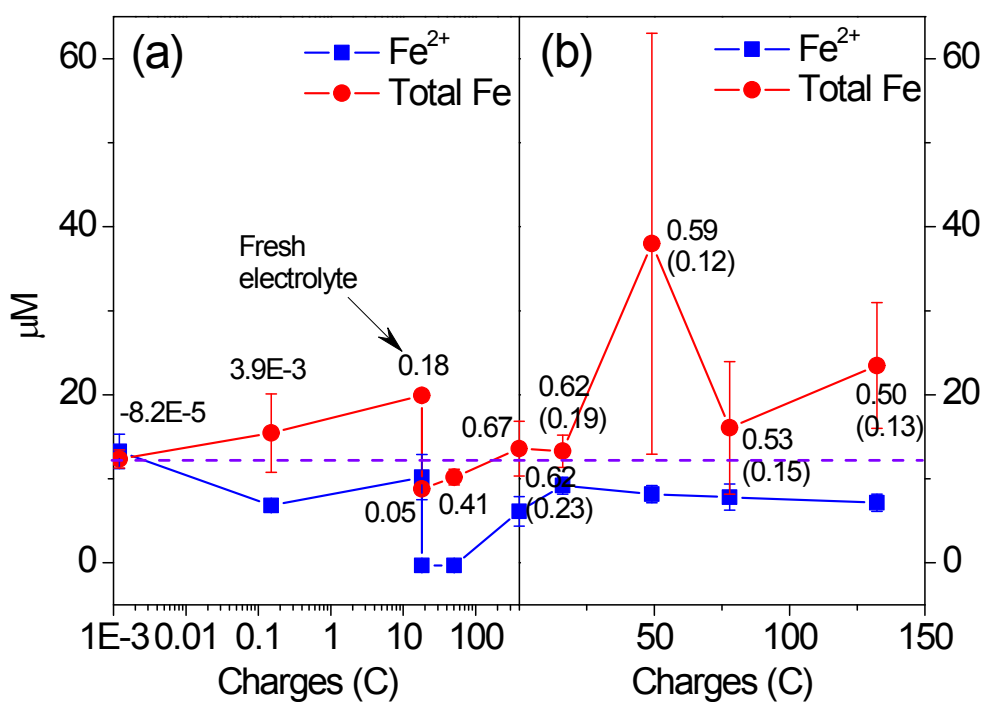 (a)
Fe2+
Total Fe
(b)
Fe2+
Total Fe
60
40
20
0
μM
60
40
20
0
Fresh
electrolyte
-8.2E-5
3.9E-3
0.18
0.05
0.41
0.67
0.62
(0.19)
0.62
(0.23)
0.59
(0.12)
0.53
(0.15)
0.50
(0.13)
1E-3
0.01
0.1
1
10
100
50
100
150
Charges (C)
Charges (C)